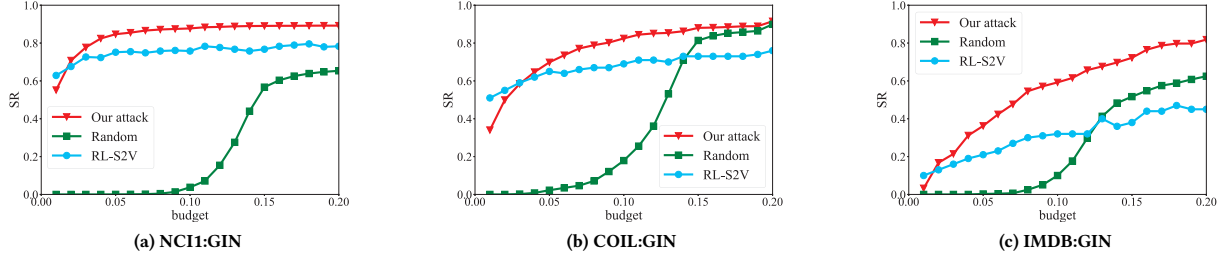 1.0
0.8
0.6
0.4
0.2
0.0
SR
Our attack
Random
RL-S2V
0.00 0.05 0.10 0.15 0.20
budget
(a) NCI1:GIN
1.0
0.8
0.6
0.4
0.2
0.0
SR
Our attack
Random
RL-S2V
0.00 0.05 0.10 0.15 0.20
budget
(b) COIL:GIN
1.0
0.8
0.6
0.4
0.2
0.0
SR
Our attack
Random
RL-S2V
0.00 0.05 0.10 0.15 0.20
budget
(c) IMDB:GIN